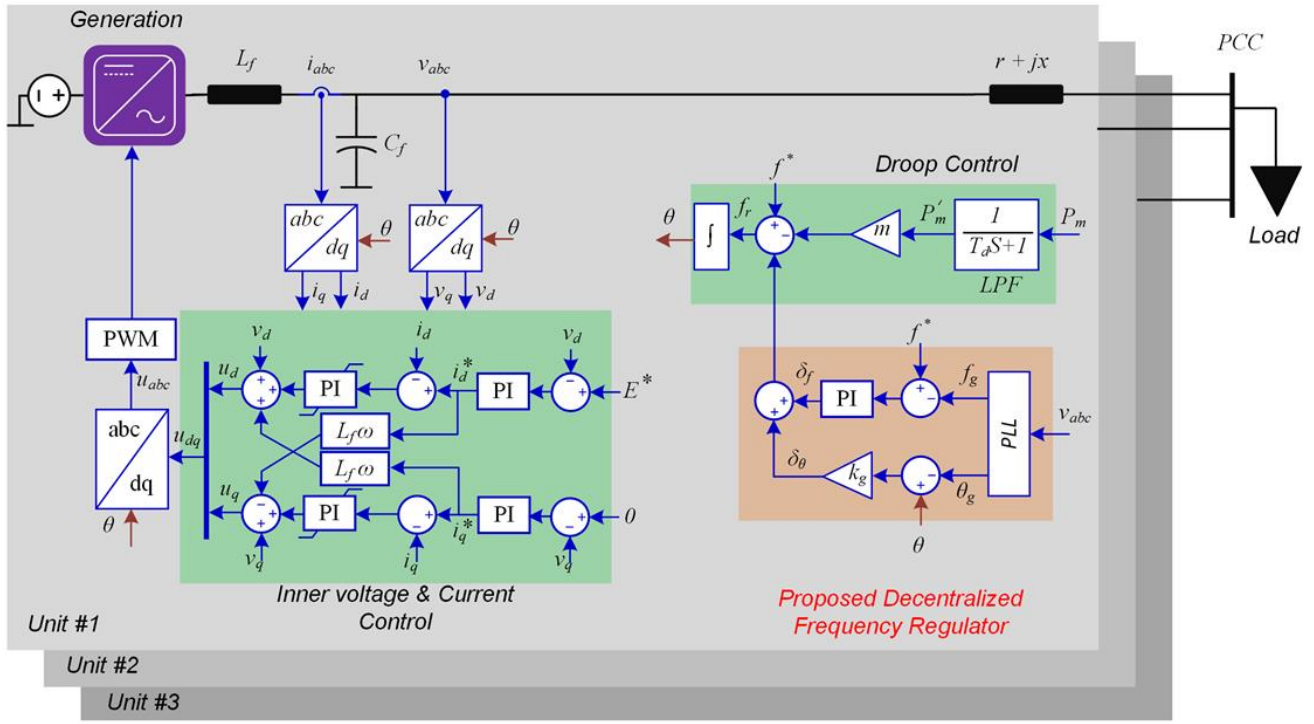 Generation
L_f
i_abc
v_abc
r + jx
PCC
C_f
Load
abc
dq
θ
abc
dq
θ
i_q
i_d
v_q
v_d
Droop Control
f*
θ
∫
f_r
m
P'_m
1
T_d S+1
P_m
LPF
PWM
u_abc
abc
dq
u_dq
θ
v_d
i_d
v_d
u_d
PI
i_d*
PI
E*
L_f ω
L_f ω
u_q
PI
i_q*
PI
0
v_q
i_q
v_q
Inner voltage & Current
Control
f*
δ_f
PI
f_g
PLL
v_abc
δ_θ
k_g
θ_g
θ
Proposed Decentralized
Frequency Regulator
Unit #1
Unit #2
Unit #3